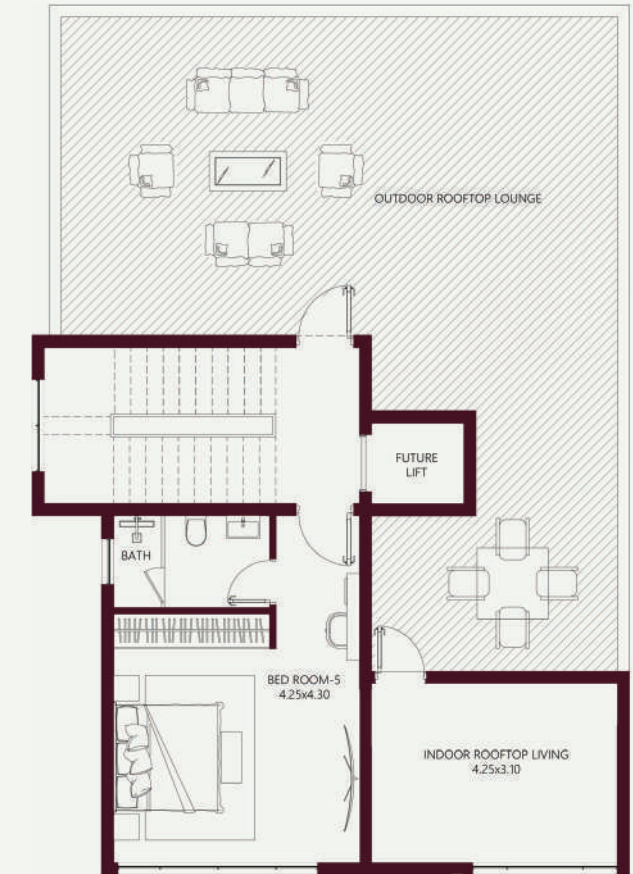 OUTDOOR ROOFTOP LOUNGE
FUTURE
LIFT
BATH
BED ROOM-5
4.25x4.30
INDOOR ROOFTOP LIVING
4.25x3.10